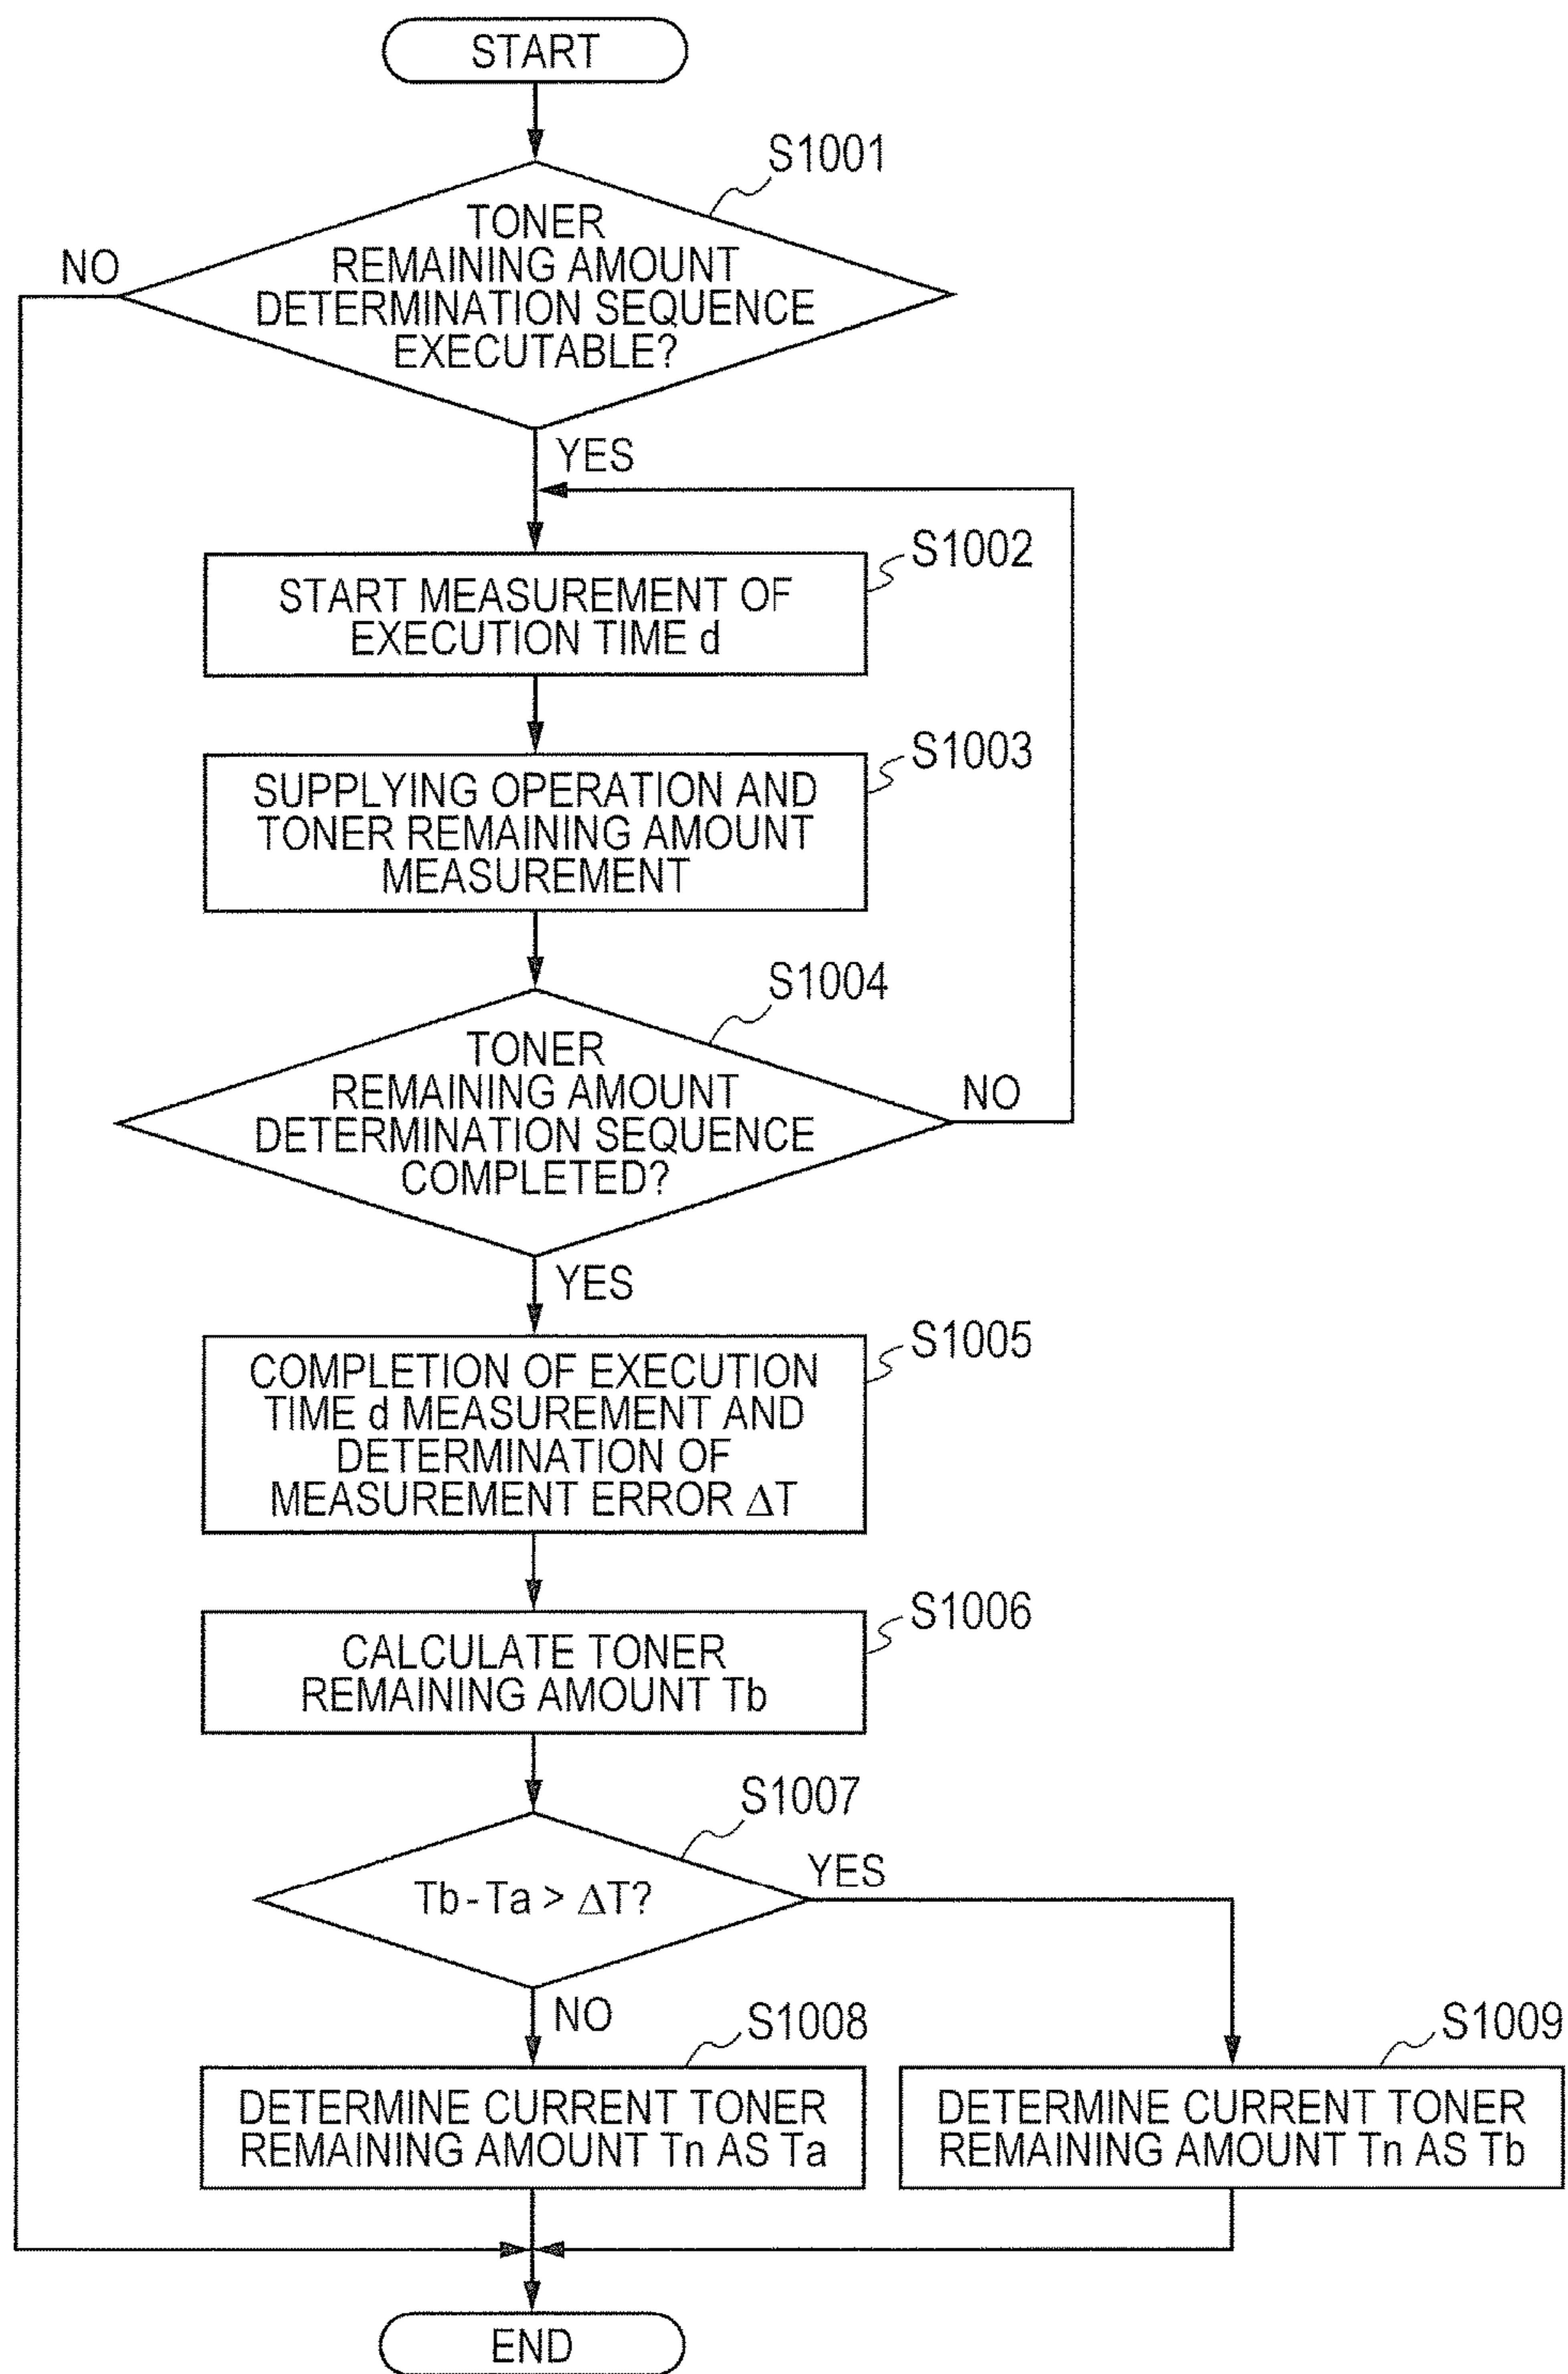 START
S1001
TONER
REMAINING AMOUNT
DETERMINATION SEQUENCE
EXECUTABLE?
NO
YES
S1002
START MEASUREMENT OF
EXECUTION TIME d
S1003
SUPPLYING OPERATION AND
TONER REMAINING AMOUNT
MEASUREMENT
S1004
TONER
REMAINING AMOUNT
DETERMINATION SEQUENCE
COMPLETED?
NO
YES
S1005
COMPLETION OF EXECUTION
TIME d MEASUREMENT AND
DETERMINATION OF
MEASUREMENT ERROR ΔT
S1006
CALCULATE TONER
REMAINING AMOUNT Tb
S1007
Tb - Ta > ΔT?
YES
NO
S1008
DETERMINE CURRENT TONER
REMAINING AMOUNT Tn AS Ta
S1009
DETERMINE CURRENT TONER
REMAINING AMOUNT Tn AS Tb
END